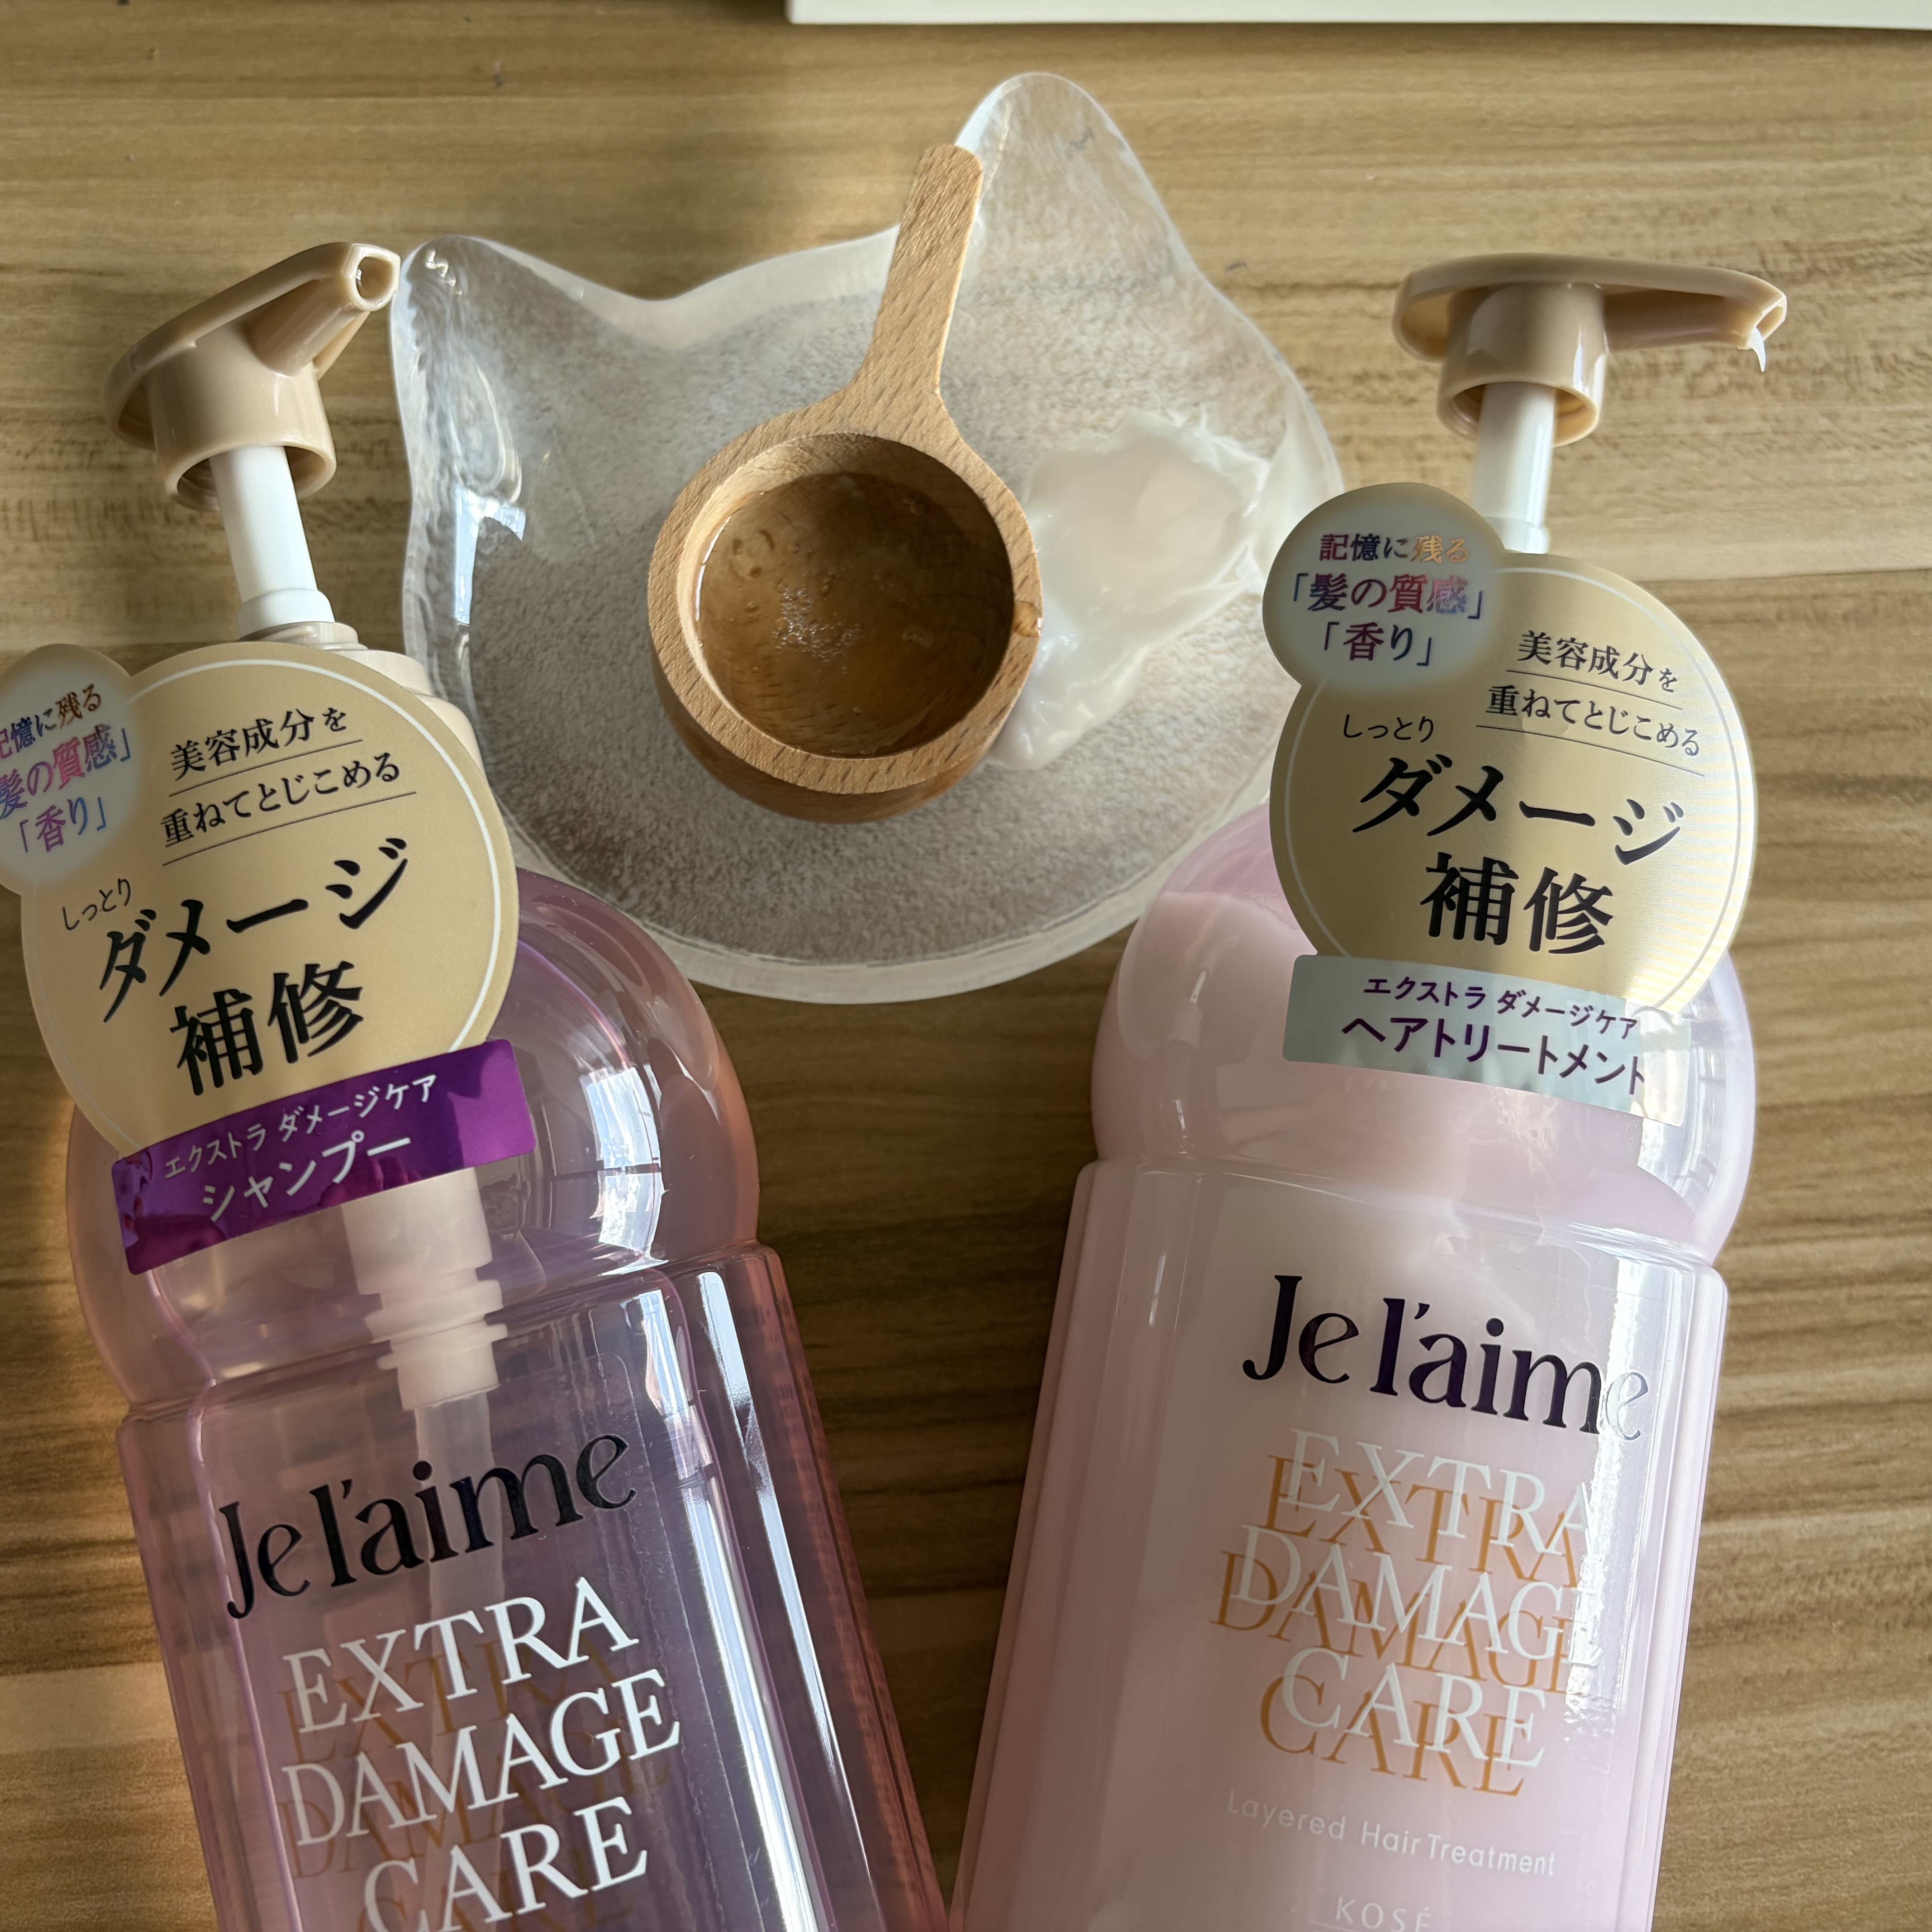 記憶に残る
髪の質感」
「香り」
美容成分を
重ねてとじこめる
しっとり
ダメージ
補修
エクストラ ダメージケア
シャンプー
Je l'aime
EXTRA
DAMAGE
CARE
記憶に残る
「髪の質感」
「香り」
美容成分を
重ねてとじこめる
しっとり
ダメージ
補修
エクストラ ダメージケア
ヘアトリートメント
Je l'aime
EXTRA
DAMAGE
CARE
Layered Hair Treatment
KOSÉ